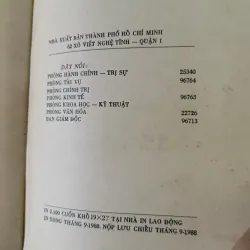 NHÀ XUẤT BẢN THÀNH PHỐ HỒ CHÍ MINH
62 XÔ VIẾT NGHỆ TĨNH — QUẬN 1
DÂY NÓI:
PHÒNG HÀNH CHÍNH — TRỊ SỰ 25340
PHÒNG TÀI VỤ 96764
PHÒNG CHÍNH TRỊ
PHÒNG KINH TẾ 96763
PHÒNG KHOA HỌC — KỸ THUẬT
PHÒNG VĂN HÓA 22726
BAN GIÁM ĐỐC 96713
CUỐN KHỔ 19×27 TẠI NHÀ IN LAO ĐỘNG
THÁNG 9-1988. NỘP LƯU CHIỂU THÁNG 9-1988